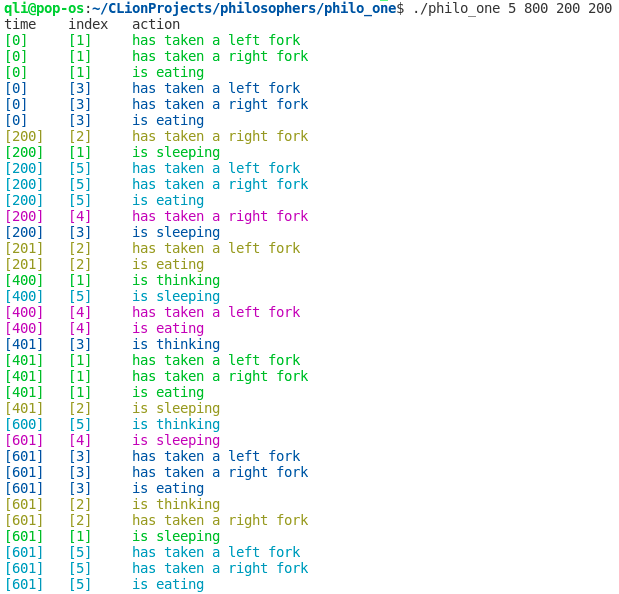 qli@pop-os:~/CLionProjects/philosophers/philo_one$ ./philo_one 5 800 200 200
time index action
[0] [1] has taken a left fork
[0] [1] has taken a right fork
[0] [1] is eating
[0] [3] has taken a left fork
[0] [3] has taken a right fork
[0] [3] is eating
[200] [2] has taken a right fork
[200] [1] is sleeping
[200] [5] has taken a left fork
[200] [5] has taken a right fork
[200] [5] is eating
[200] [4] has taken a right fork
[200] [3] is sleeping
[201] [2] has taken a left fork
[201] [2] is eating
[400] [1] is thinking
[400] [5] is sleeping
[400] [4] has taken a left fork
[400] [4] is eating
[401] [3] is thinking
[401] [1] has taken a left fork
[401] [1] has taken a right fork
[401] [1] is eating
[401] [2] is sleeping
[600] [5] is thinking
[601] [4] is sleeping
[601] [3] has taken a left fork
[601] [3] has taken a right fork
[601] [3] is eating
[601] [2] is thinking
[601] [2] has taken a right fork
[601] [1] is sleeping
[601] [5] has taken a left fork
[601] [5] has taken a right fork
[601] [5] is eating